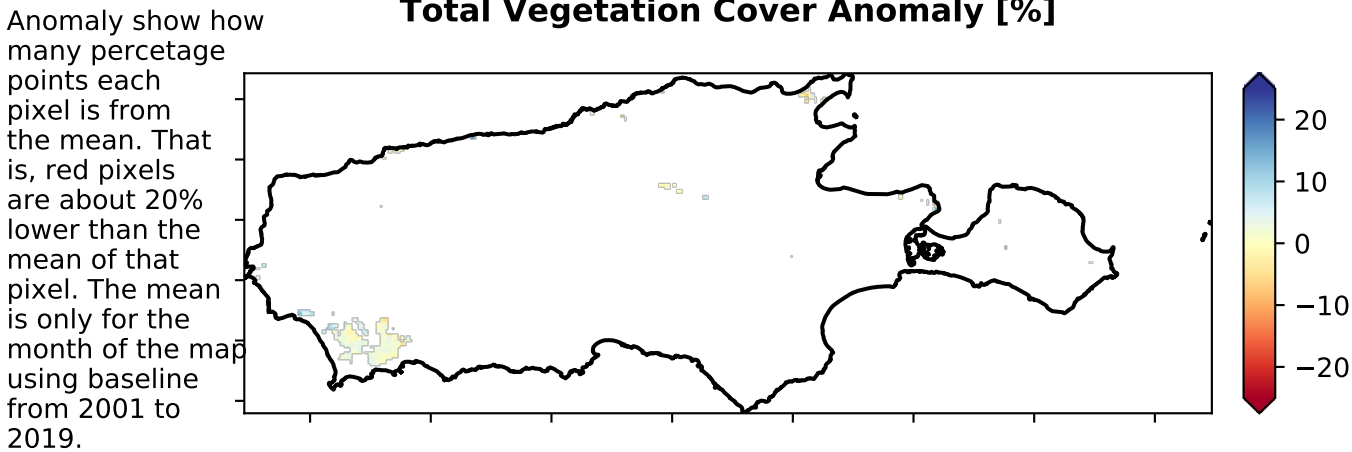 Total Vegetation Cover Anomaly [%]
Anomaly show how
many percetage
points each
pixel is from
the mean. That
is, red pixels
are about 20%
lower than the
mean of that
pixel. The mean
is only for the
month of the map
using baseline
from 2001 to
2019.
20
10
0
−10
−20